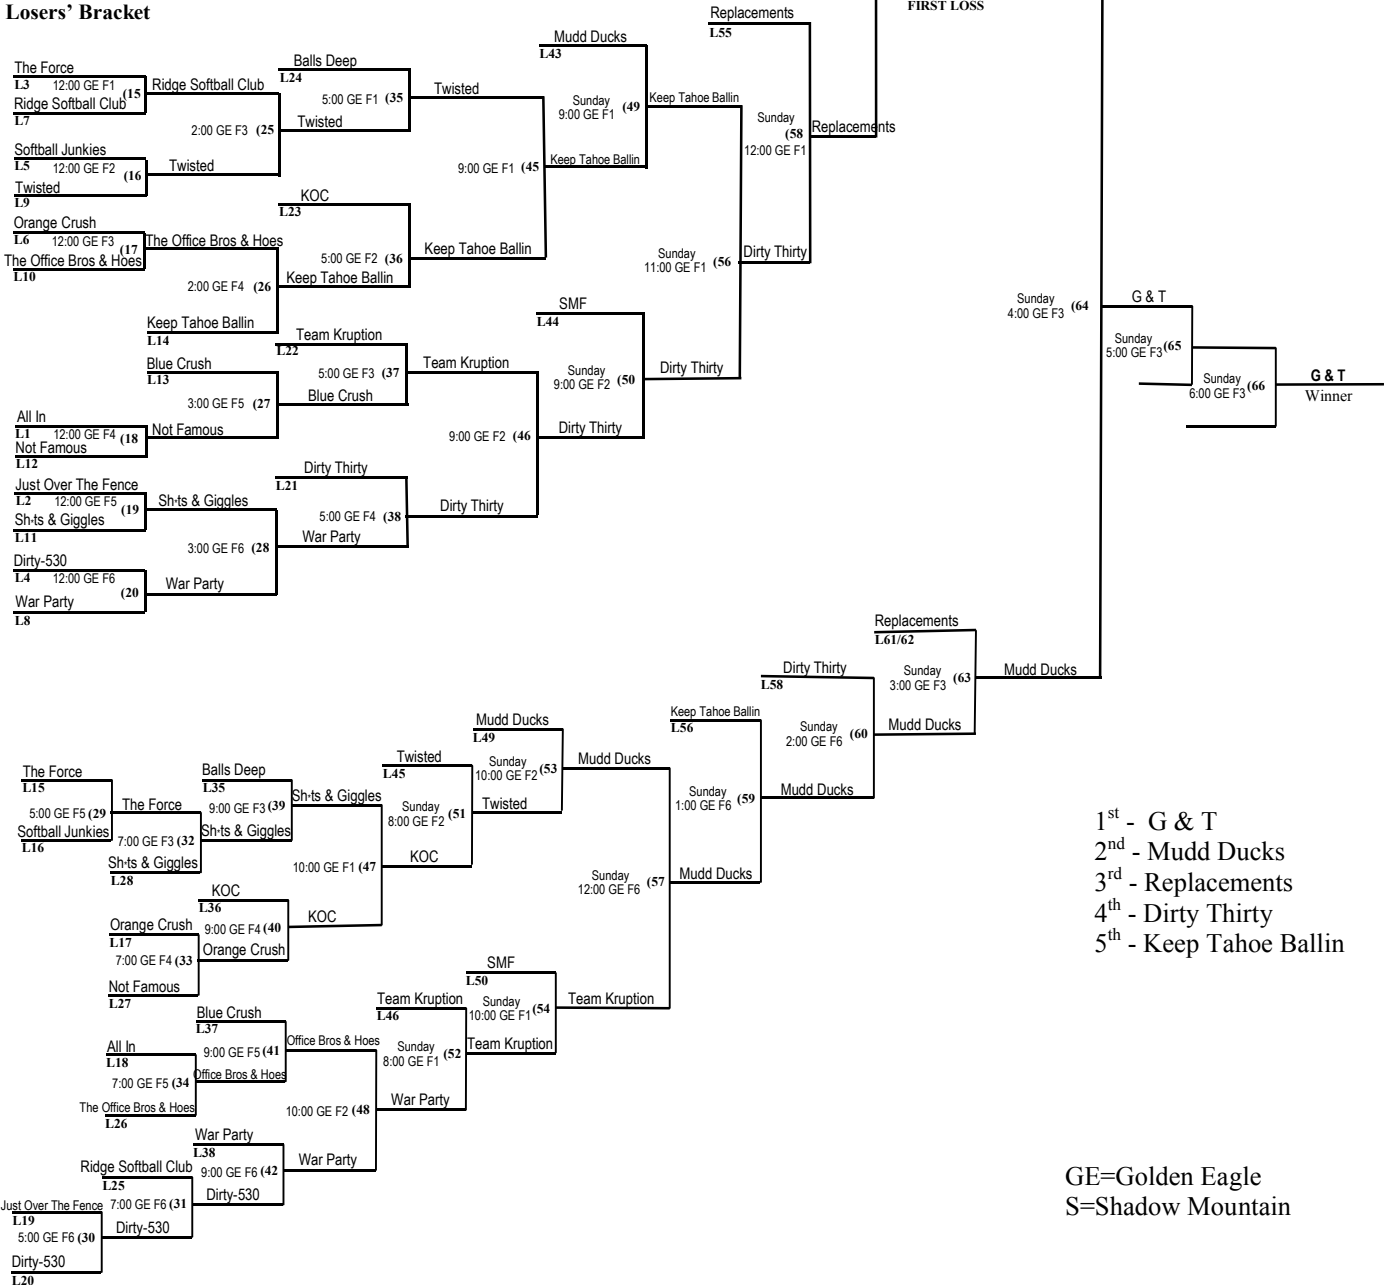 Losers' Bracket
FIRST LOSS
Replacements
L55
Mudd Ducks
L43
Balls Deep
L24
The Force
L3 12:00 GE F1
(15
Ridge Softball Club
L7
Ridge Softball Club
5:00 GE F1 (35
Twisted
Sunday
9:00 GE F1 (49
Keep Tahoe Ballin
2:00 GE F3 (25
Twisted
Sunday
(58
12:00 GE F1
Replacements
Softball Junkies
L5 12:00 GE F2
(16
Twisted
L9
Twisted
9:00 GE F1 (45
Keep Tahoe Ballin
KOC
L23
Orange Crush
L6 12:00 GE F3
(17
The Office Bros & Hoes
L10
The Office Bros & Hoes
5:00 GE F2 (36
Keep Tahoe Ballin
Sunday
11:00 GE F1 (56
Dirty Thirty
2:00 GE F4 (26
Keep Tahoe Ballin
Keep Tahoe Ballin
L14
SMF
L44
Sunday
4:00 GE F3 (64
G & T
Team Kruption
L22
Blue Crush
L13
5:00 GE F3 (37
Team Kruption
Sunday
9:00 GE F2 (50
Dirty Thirty
Sunday
5:00 GE F3 (65
Sunday
6:00 GE F3 (66
G & T
Winner
3:00 GE F5 (27
Blue Crush
All In
L1 12:00 GE F4 (18
Not Famous
L12
Not Famous
9:00 GE F2 (46
Dirty Thirty
Dirty Thirty
L21
Just Over The Fence
L2 12:00 GE F5
(19
Sh-ts & Giggles
L11
Sh-ts & Giggles
5:00 GE F4 (38
Dirty Thirty
3:00 GE F6 (28
War Party
Dirty-530
L4 12:00 GE F6
(20
War Party
L8
War Party
Replacements
L61/62
Dirty Thirty
L58
Sunday
3:00 GE F3 (63
Mudd Ducks
Keep Tahoe Ballin
L56
Sunday
2:00 GE F6 (60
Mudd Ducks
Mudd Ducks
L49
Twisted
L45
Sunday
10:00 GE F2 (53
Mudd Ducks
The Force
L15
Balls Deep
L35
Sunday
1:00 GE F6 (59
Mudd Ducks
5:00 GE F5 (29
The Force
9:00 GE F3 (39
Sh-ts & Giggles
Sunday
8:00 GE F2 (51
Twisted
Softball Junkies
L16
7:00 GE F3 (32
Sh-ts & Giggles
Sh-ts & Giggles
L28
10:00 GE F1 (47
KOC
Sunday
12:00 GE F6 (57
Mudd Ducks
KOC
L36
Orange Crush
L17
9:00 GE F4 (40
KOC
7:00 GE F4 (33
Orange Crush
Not Famous
L27
SMF
L50
Team Kruption
L46
Sunday
10:00 GE F1 (54
Team Kruption
Blue Crush
L37
All In
L18
9:00 GE F5 (41
Office Bros & Hoes
Sunday
8:00 GE F1 (52
Team Kruption
7:00 GE F5 (34
Office Bros & Hoes
The Office Bros & Hoes
L26
10:00 GE F2 (48
War Party
War Party
L38
Ridge Softball Club
L25
9:00 GE F6 (42
War Party
Just Over The Fence
L19
7:00 GE F6 (31
Dirty-530
5:00 GE F6 (30
Dirty-530
Dirty-530
L20
1st - G & T
2nd - Mudd Ducks
3rd - Replacements
4th - Dirty Thirty
5th - Keep Tahoe Ballin
GE=Golden Eagle
S=Shadow Mountain